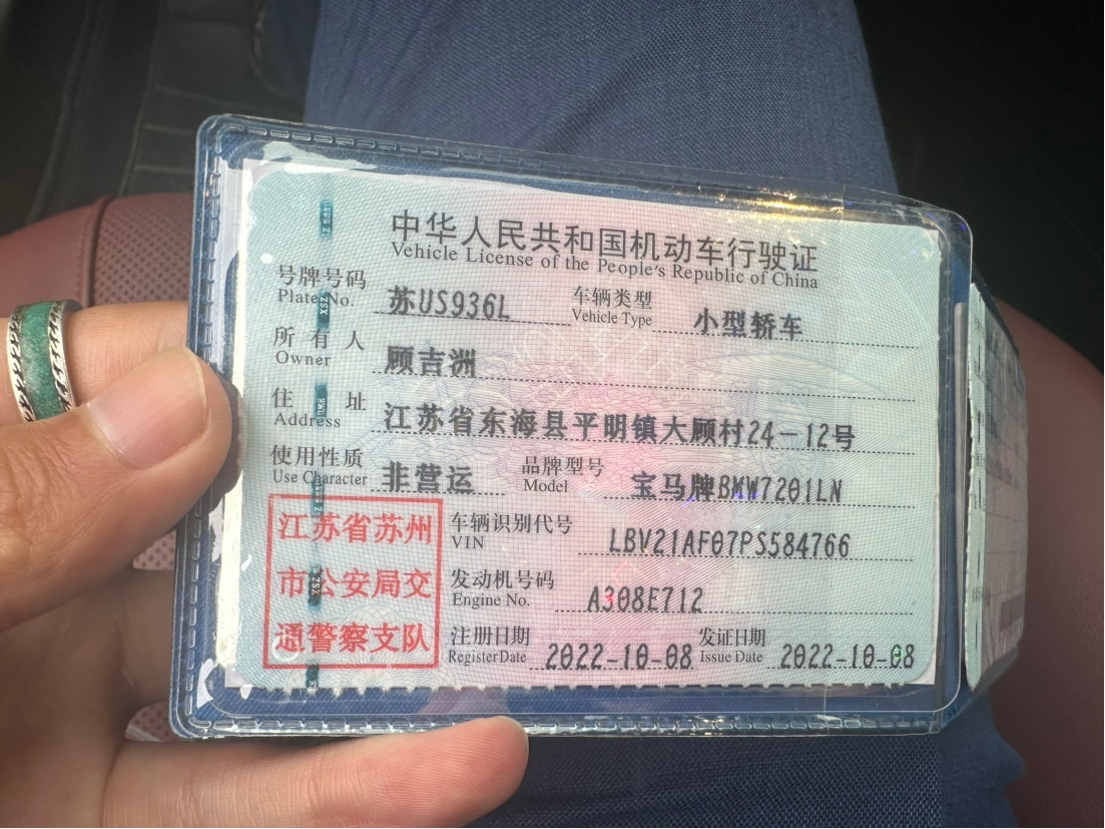 中华人民共和国机动车行驶证
Vehicle License of the People's Republic of China
号牌号码 苏US936L 车辆类型 小型轿车
Plate No. Vehicle Type
所有人 顾吉洲
Owner
住址 江苏省东海县平明镇大顾村24-12号
Address
使用性质 非营运 品牌型号 宝马牌BMW7201LN
Use Character Model
江苏省苏州
市公安局交
通警察支队
车辆识别代号 LBV21AF07PS584766
VIN
发动机号码 A308E712
Engine No.
注册日期 2022-10-08 发证日期 2022-10-08
Register Date Issue Date